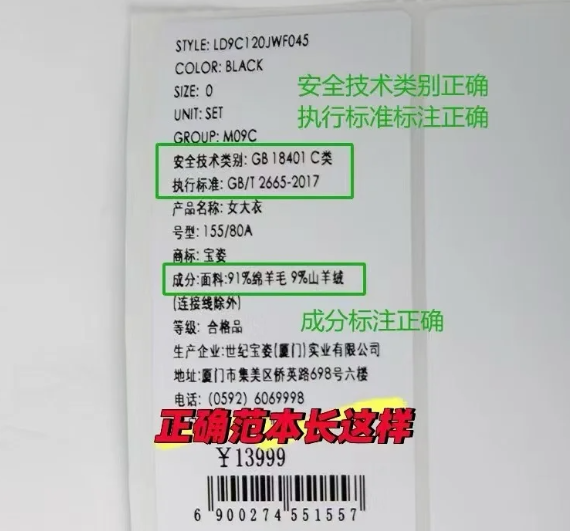 STYLE: LD9C120JWF045
COLOR: BLACK
SIZE: 0
UNIT: SET
GROUP: M09C
安全技术类别: GB 18401 C类
执行标准: GB/T 2665-2017
产品名称: 女大衣
号型: 155/80A
商标: 宝姿
成分:面料:91%绵羊毛 9%山羊绒
(连接线除外)
等级: 合格品
生产企业:世纪宝姿(厦门)实业有限公司
地址:厦门市集美区侨英路698号六楼
电话: (0592) 6069998
¥13999
6 900274 551557
安全技术类别正确
执行标准标注正确
成分标注正确
正确范本长这样